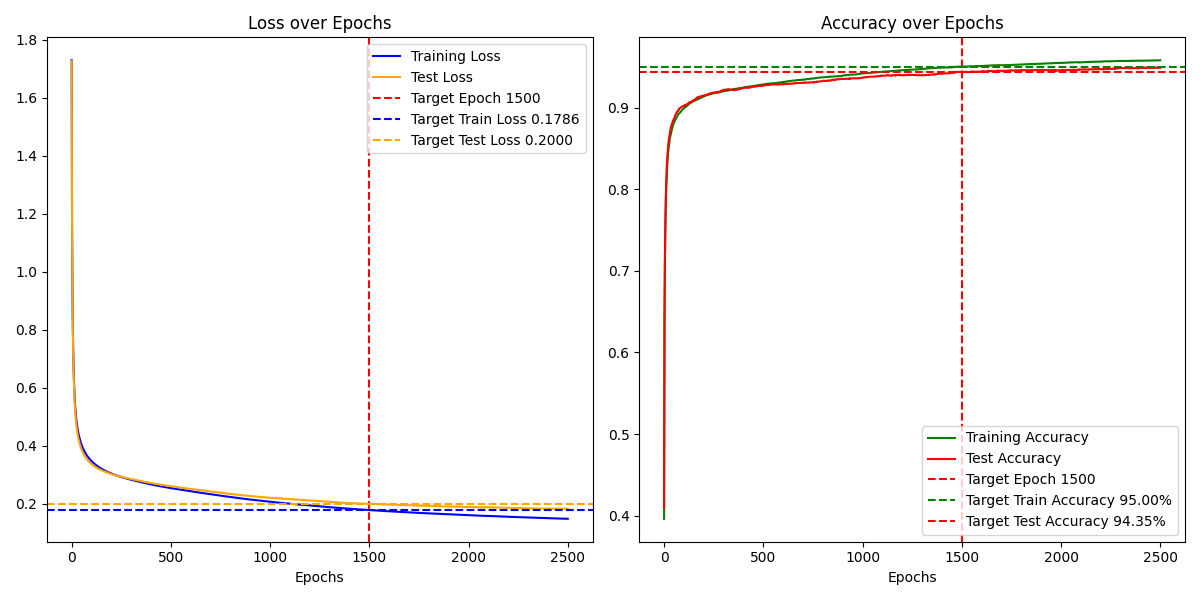 Loss over Epochs
1.8
1.6
1.4
1.2
1.0
0.8
0.6
0.4
0.2
Training Loss
Test Loss
Target Epoch 1500
Target Train Loss 0.1786
Target Test Loss 0.2000
0 500 1000 1500 2000 2500
Epochs
Accuracy over Epochs
0.9
0.8
0.7
0.6
0.5
0.4
Training Accuracy
Test Accuracy
Target Epoch 1500
Target Train Accuracy 95.00%
Target Test Accuracy 94.35%
0 500 1000 1500 2000 2500
Epochs